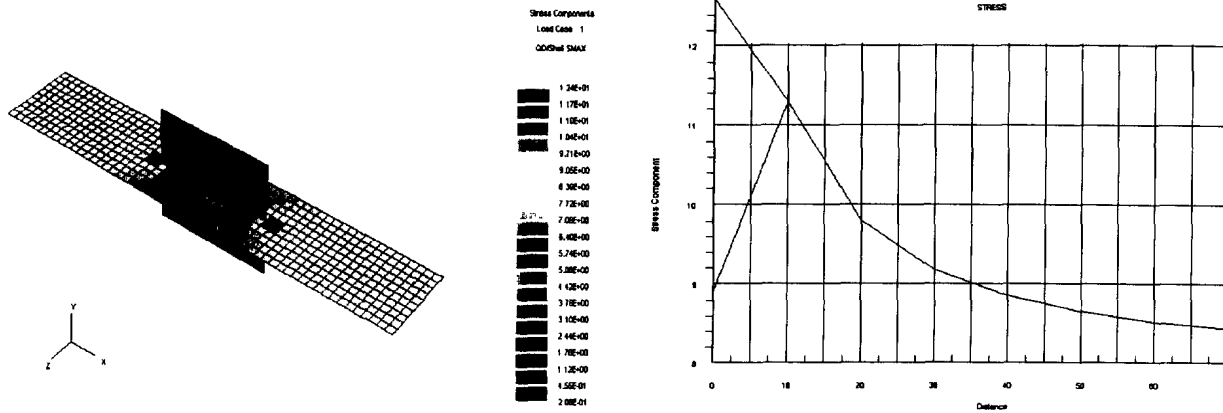 Stress Components
Load Case 1
QD/Shell SMAX
1.24E+01
1.17E+01
1.10E+01
1.04E+01
9.71E+00
9.05E+00
8.39E+00
7.72E+00
7.06E+00
6.40E+00
5.74E+00
5.08E+00
4.42E+00
3.76E+00
3.10E+00
2.44E+00
1.78E+00
1.12E+00
4.55E-01
2.08E-01
Y
Z
X
STRESS
Stress Component
12
11
10
9
8
0
10
20
30
40
50
60
Distance